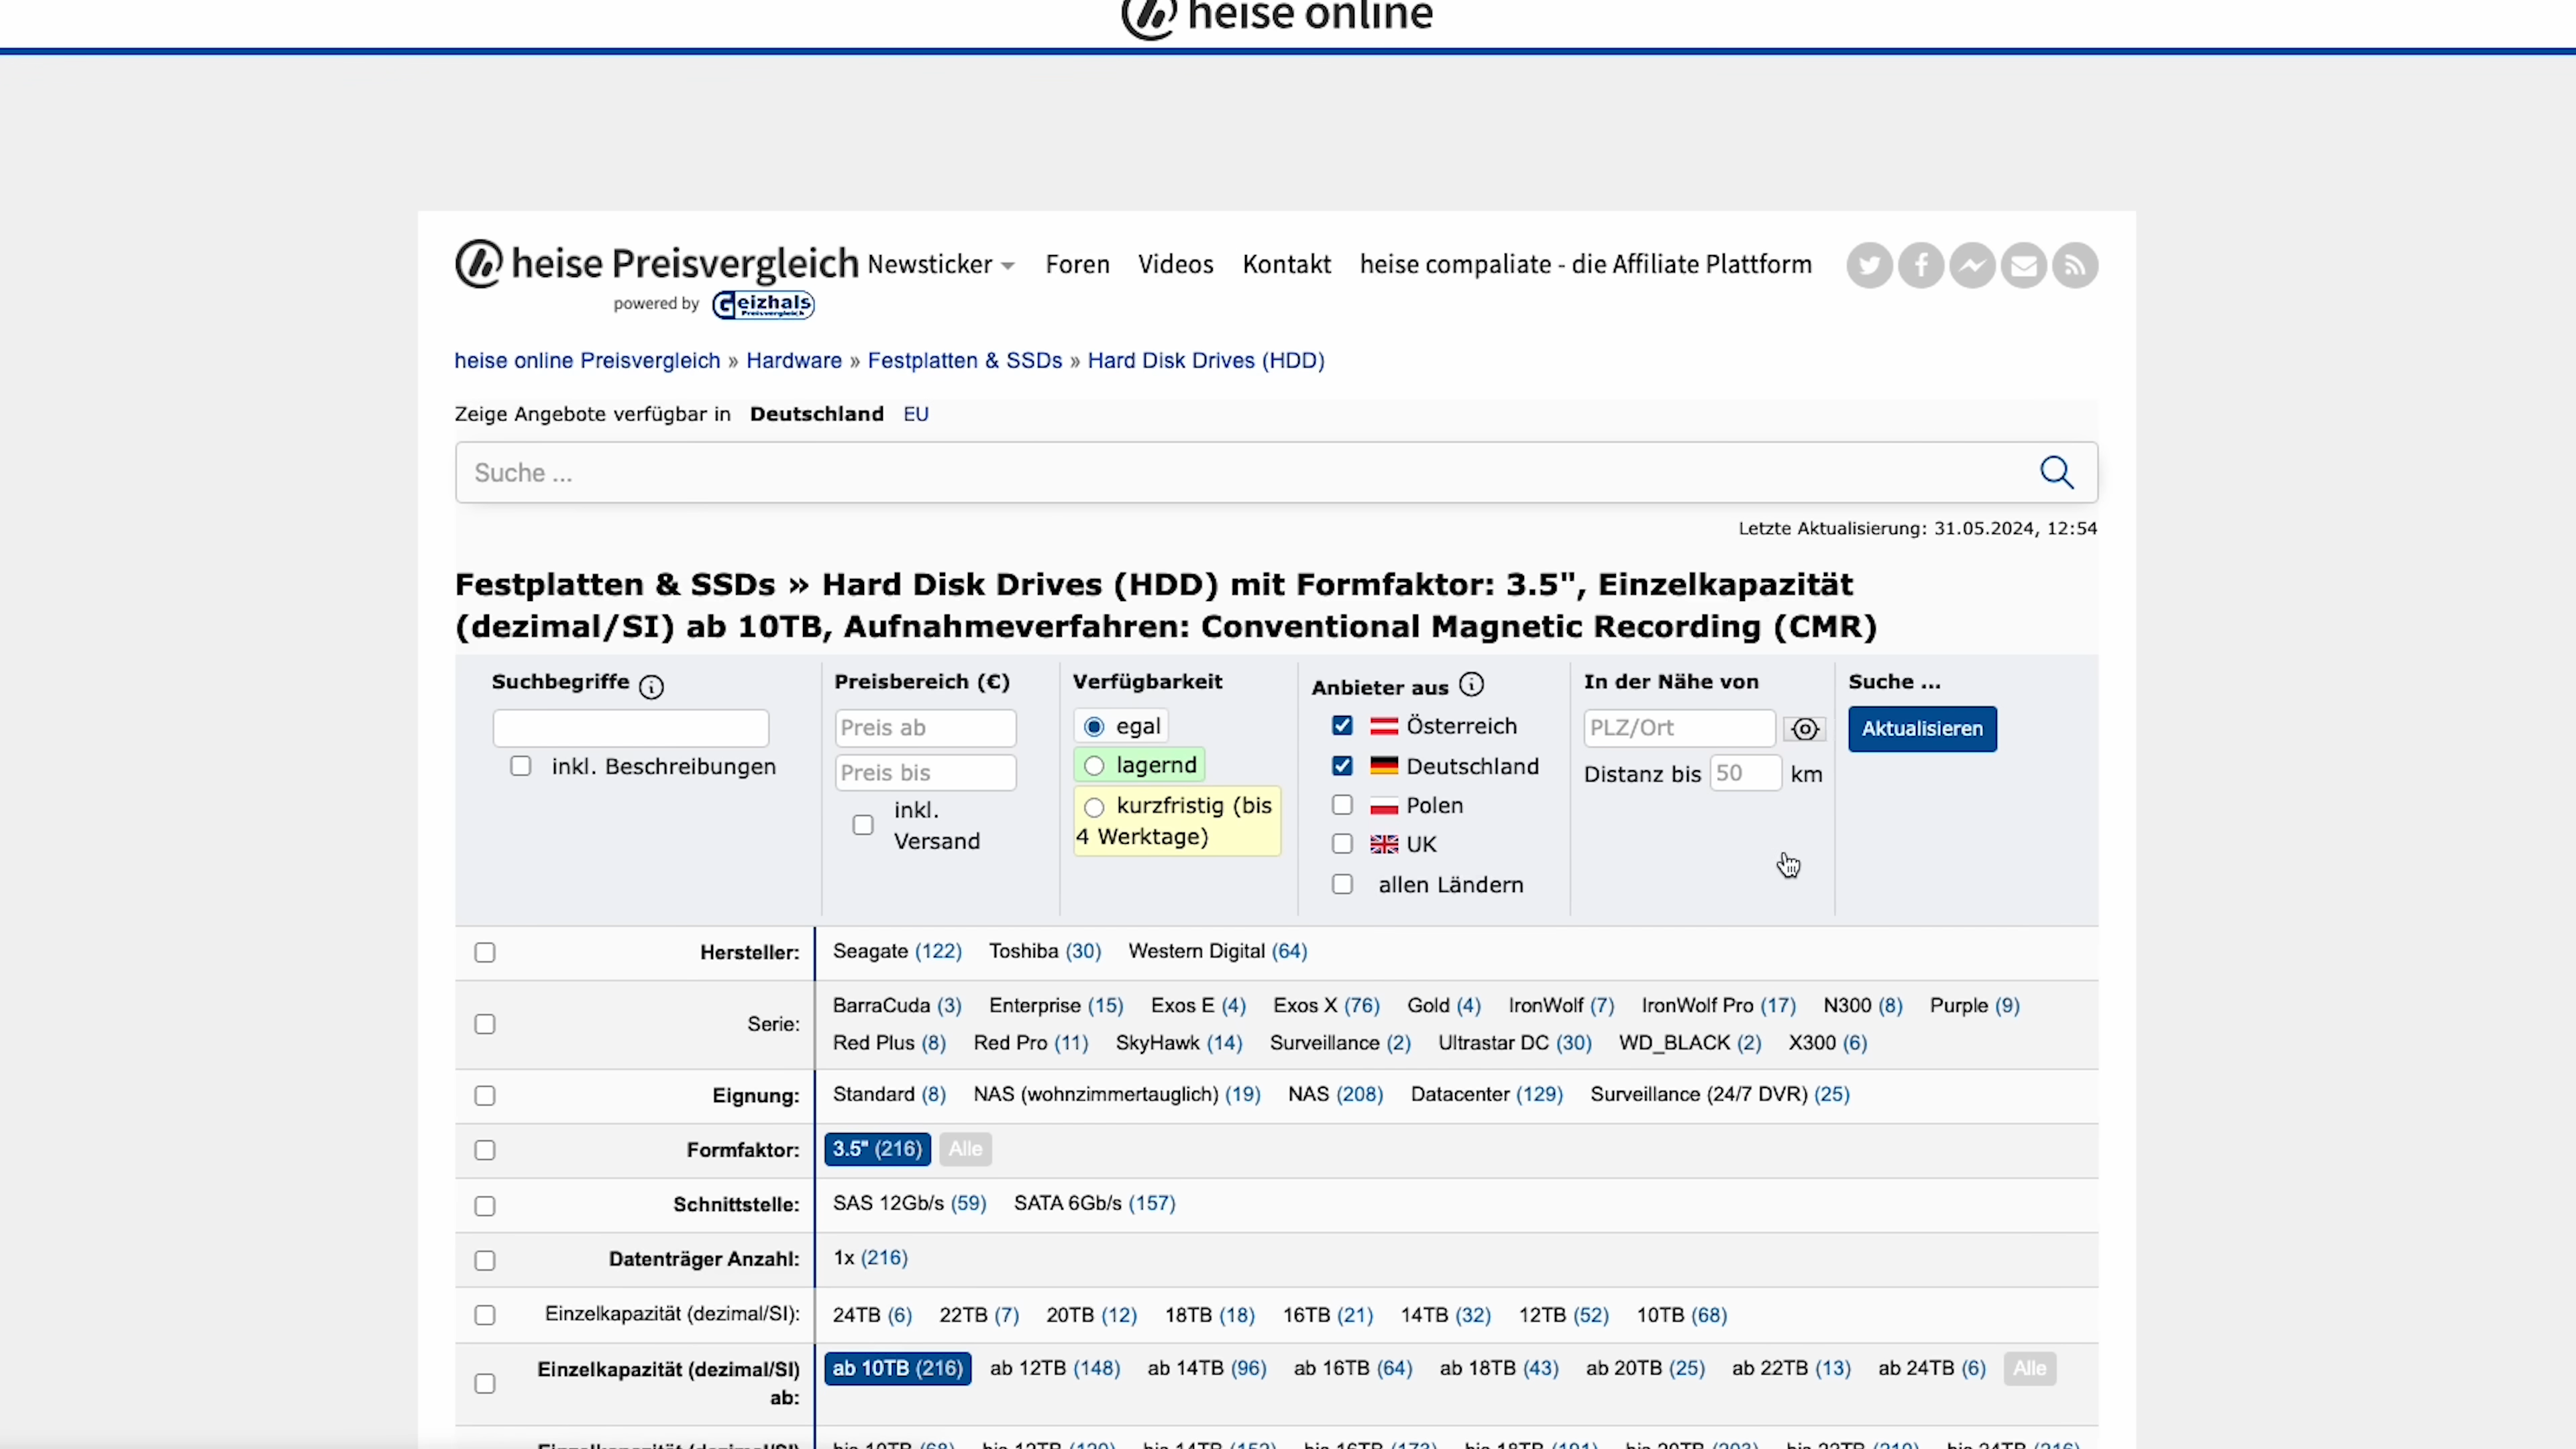 heise online
heise Preisvergleich Newsticker Foren Videos Kontakt heise compaliate - die Affiliate Plattform
powered by Geizhals Preisvergleich
heise online Preisvergleich » Hardware » Festplatten & SSDs » Hard Disk Drives (HDD)
Zeige Angebote verfügbar in Deutschland EU
Suche ...
Letzte Aktualisierung: 31.05.2024, 12:54
Festplatten & SSDs » Hard Disk Drives (HDD) mit Formfaktor: 3.5", Einzelkapazität
(dezimal/SI) ab 10TB, Aufnahmeverfahren: Conventional Magnetic Recording (CMR)
Suchbegriffe
inkl. Beschreibungen
Preisbereich (€)
Preis ab
Preis bis
inkl.
Versand
Verfügbarkeit
egal
lagernd
kurzfristig (bis
4 Werktage)
Anbieter aus
Österreich
Deutschland
Polen
UK
allen Ländern
In der Nähe von
PLZ/Ort
Distanz bis 50 km
Suche ...
Aktualisieren
Hersteller: Seagate (122) Toshiba (30) Western Digital (64)
Serie: BarraCuda (3) Enterprise (15) Exos E (4) Exos X (76) Gold (4) IronWolf (7) IronWolf Pro (17) N300 (8) Purple (9)
Red Plus (8) Red Pro (11) SkyHawk (14) Surveillance (2) Ultrastar DC (30) WD_BLACK (2) X300 (6)
Eignung: Standard (8) NAS (wohnzimmertauglich) (19) NAS (208) Datacenter (129) Surveillance (24/7 DVR) (25)
Formfaktor: 3.5" (216) Alle
Schnittstelle: SAS 12Gb/s (59) SATA 6Gb/s (157)
Datenträger Anzahl: 1x (216)
Einzelkapazität (dezimal/SI): 24TB (6) 22TB (7) 20TB (12) 18TB (18) 16TB (21) 14TB (32) 12TB (52) 10TB (68)
Einzelkapazität (dezimal/SI) ab 10TB (216) ab 12TB (148) ab 14TB (96) ab 16TB (64) ab 18TB (43) ab 20TB (25) ab 22TB (13) ab 24TB (6) Alle
ab: